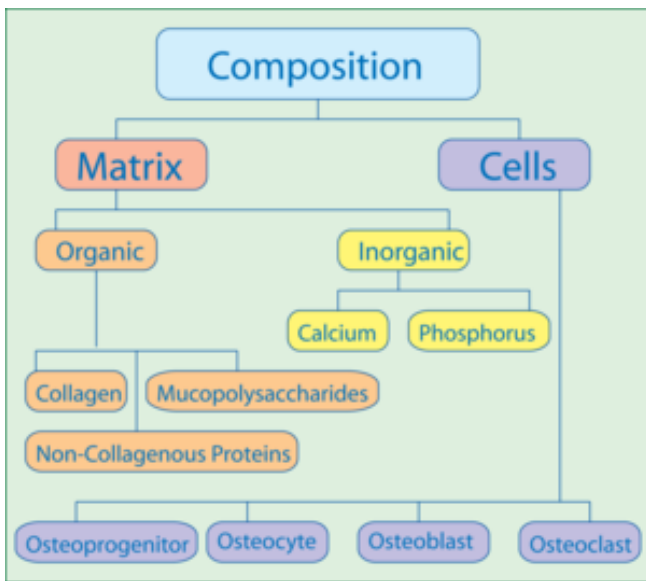 Composition
Matrix
Cells
Organic
Inorganic
Calcium
Phosphorus
Collagen
Mucopolysaccharides
Non-Collagenous Proteins
Osteoprogenitor
Osteocyte
Osteoblast
Osteoclast